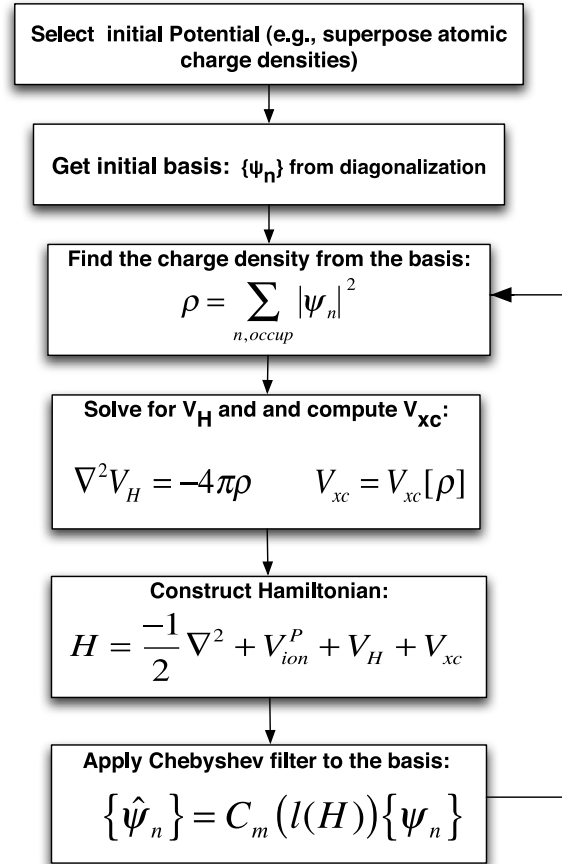 Select initial Potential (e.g., superpose atomic
charge densities)
Get initial basis: {ψn} from diagonalization
Find the charge density from the basis:
ρ = ∑n,occup |ψn|²
Solve for VH and and compute Vxc:
∇²VH = −4πρ Vxc = Vxc[ρ]
Construct Hamiltonian:
H = −1/2 ∇² + V^P_ion + VH + Vxc
Apply Chebyshev filter to the basis:
{ψ̂n} = Cm(l(H)){ψn}